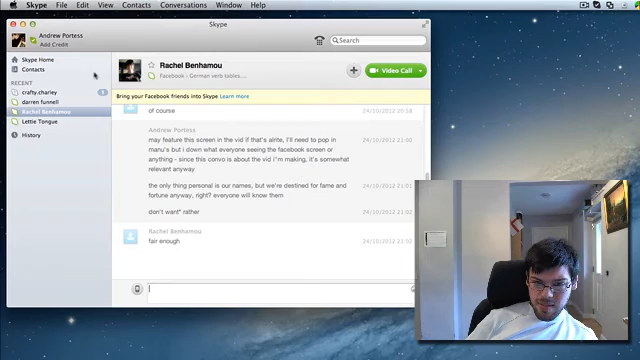 Skype File Edit View Contacts Conversations Window Help
Skype
Andrew Portess
Add Credit
Search
Skype Home
Contacts
RECENT
crafty.charley
darren funnell
Rachel Benhamou
Lettie Tongue
History
Rachel Benhamou
Facebook - German verb tables....
Video Call
Bring your Facebook friends into Skype Learn more
of course 24/10/2012 20:58
Andrew Portess
may feature this screen in the vid if that's alrite, I'll need to pop in 24/10/2012 21:00
manu's but i down what everyone seeing the facebook screen or
anything - since this convo is about the vid i"m making, it's somewhat
relevant anyway
the only thing personal is our names, but we're destined for fame and 24/10/2012 21:01
fortune anyway, right? everyone will know them
don't want* rather 24/10/2012 21:02
Rachel Benhamou
fair enough 24/10/2012 21:02